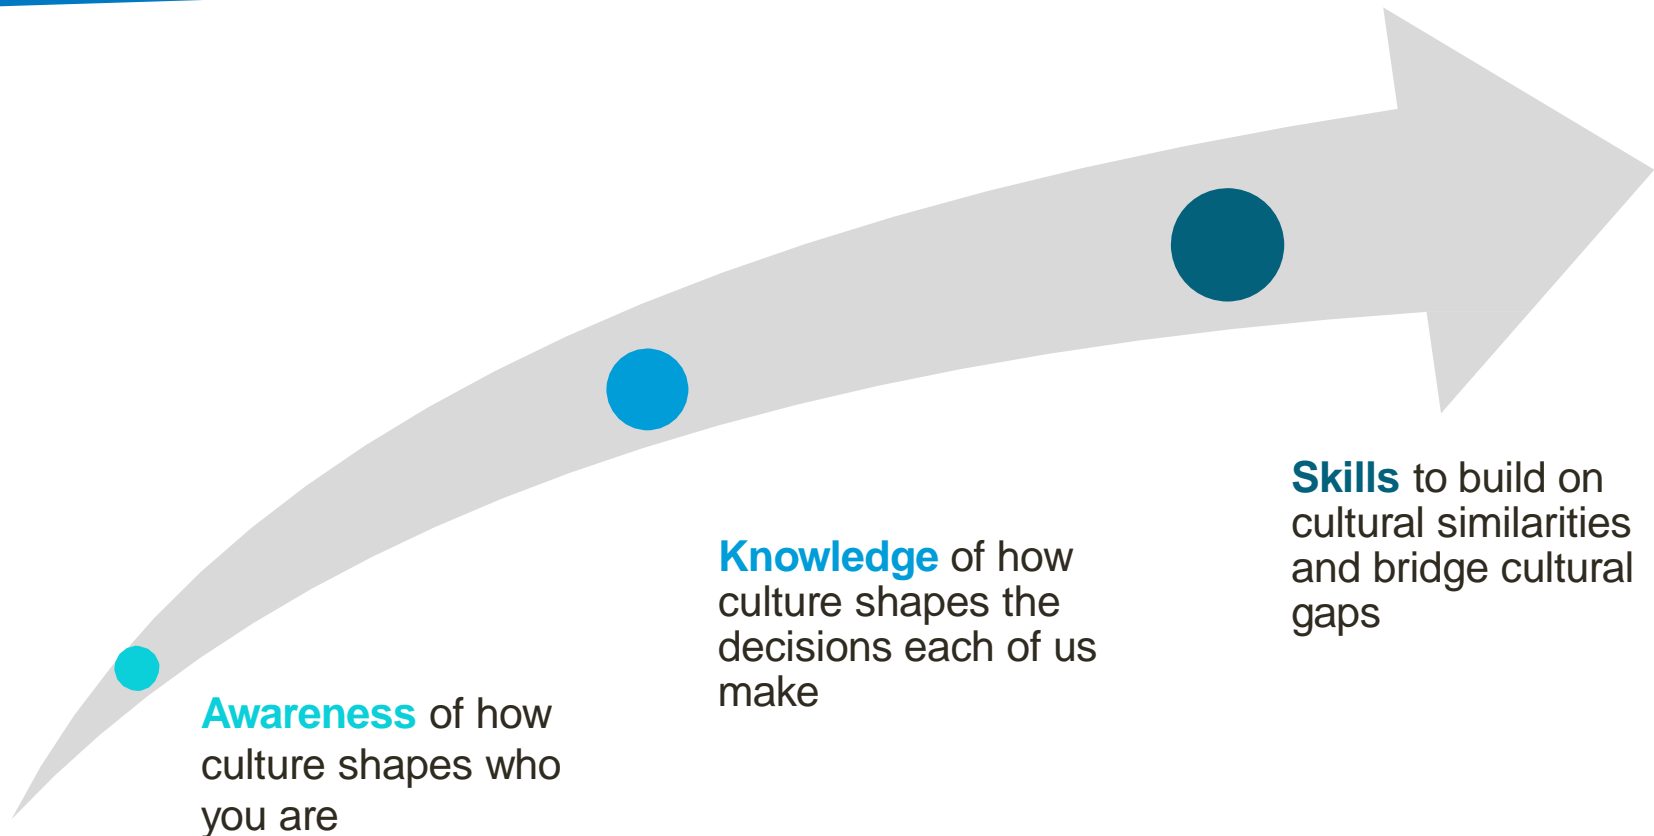 Awareness of how
culture shapes who
you are
Knowledge of how
culture shapes the
decisions each of us
make
Skills to build on
cultural similarities
and bridge cultural
gaps